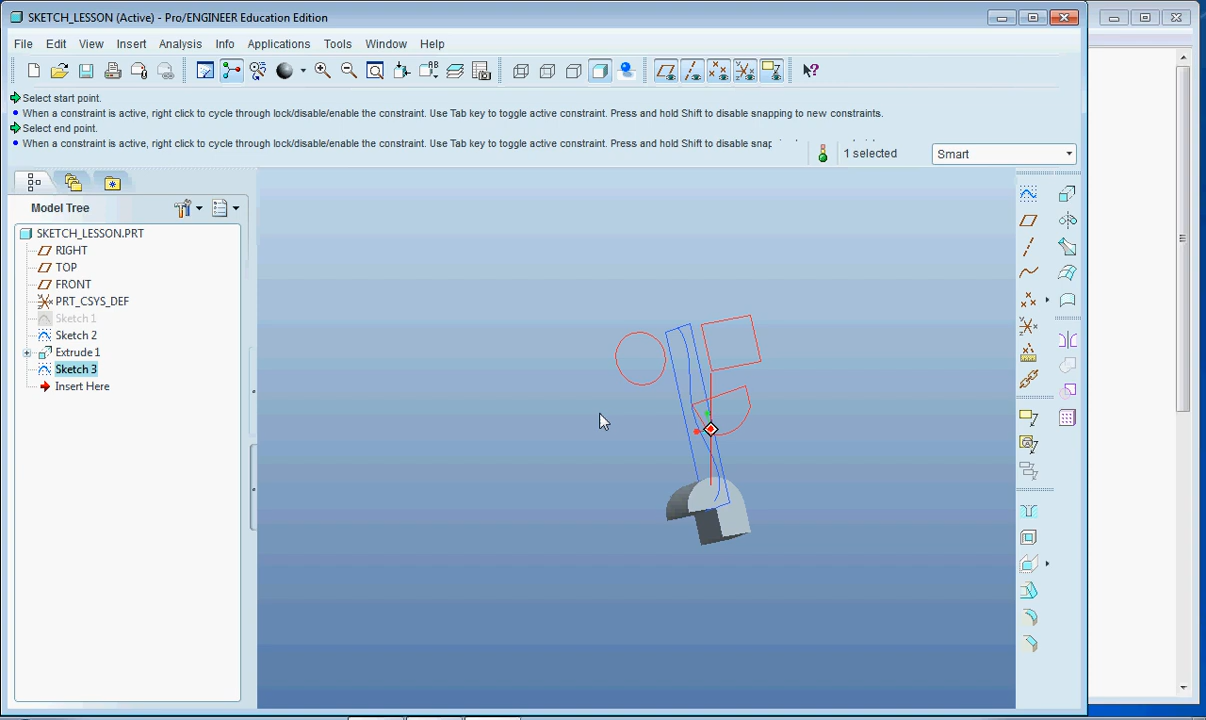 SKETCH_LESSON (Active) - Pro/ENGINEER Education Edition
File Edit View Insert Analysis Info Applications Tools Window Help
Select start point.
When a constraint is active, right click to cycle through lock/disable/enable the constraint. Use Tab key to toggle active constraint. Press and hold Shift to disable snapping to new constraints.
Select end point.
When a constraint is active, right click to cycle through lock/disable/enable the constraint. Use Tab key to toggle active constraint. Press and hold Shift to disable snap
1 selected Smart
Model Tree
SKETCH_LESSON.PRT
RIGHT
TOP
FRONT
PRT_CSYS_DEF
Sketch 1
Sketch 2
Extrude 1
Sketch 3
Insert Here